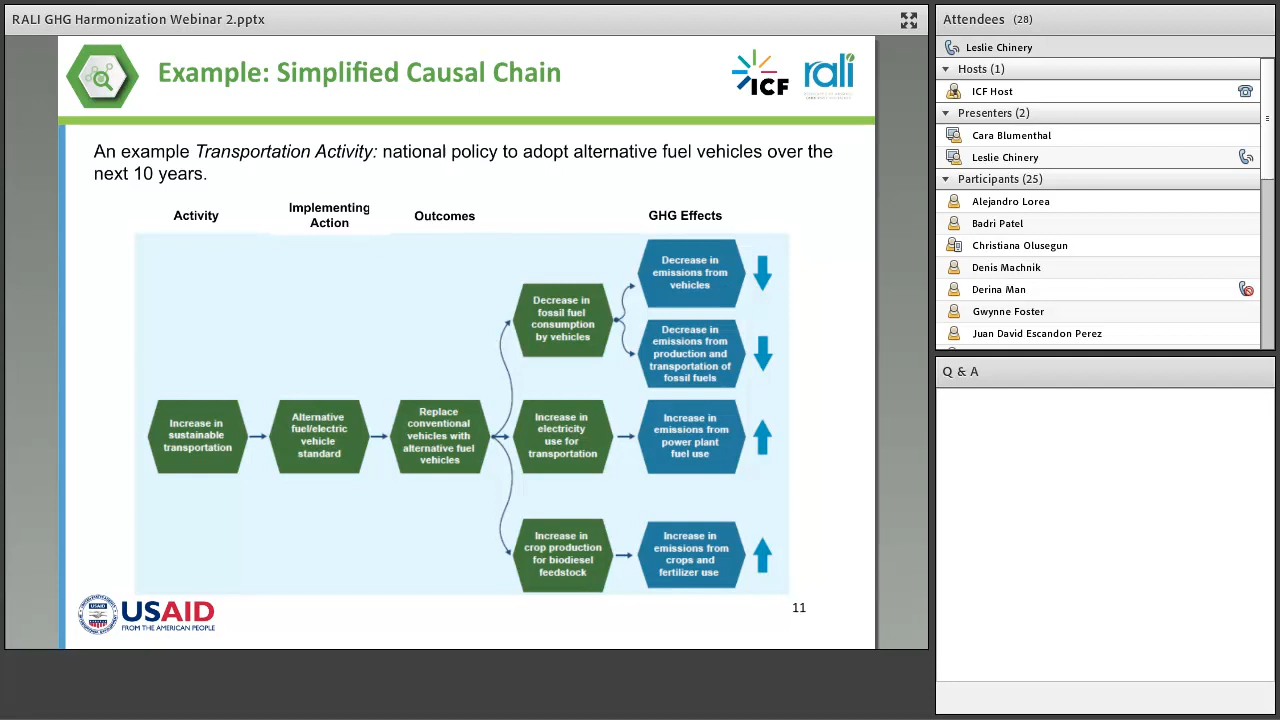 RALI GHG Harmonization Webinar 2.pptx
Example: Simplified Causal Chain
ICF
rali
An example Transportation Activity: national policy to adopt alternative fuel vehicles over the
next 10 years.
Activity
Implementing
Action
Outcomes
GHG Effects
Increase in
sustainable
transportation
Alternative
fuel/electric
vehicle
standard
Replace
conventional
vehicles with
alternative fuel
vehicles
Decrease in
fossil fuel
consumption
by vehicles
Decrease in
emissions from
vehicles
Decrease in
emissions from
production and
transportation of
fossil fuels
Increase in
electricity
use for
transportation
Increase in
emissions from
power plant
fuel use
Increase in
crop production
for biodiesel
feedstock
Increase in
emissions from
crops and
fertilizer use
USAID
FROM THE AMERICAN PEOPLE
11
Attendees (28)
Leslie Chinery
Hosts (1)
ICF Host
Presenters (2)
Cara Blumenthal
Leslie Chinery
Participants (25)
Alejandro Lorea
Badri Patel
Christiana Olusegun
Denis Machnik
Derina Man
Gwynne Foster
Juan David Escandon Perez
Q & A